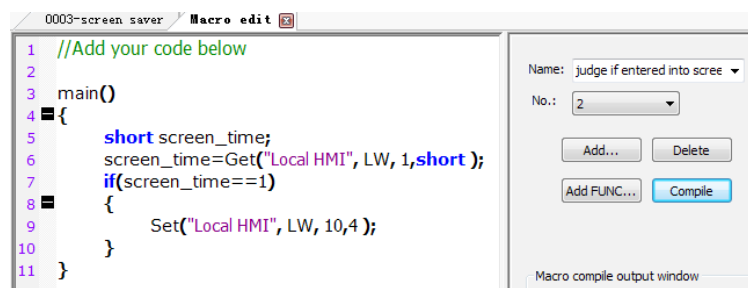 0003-screen saver
Macro edit
1 //Add your code below
2
3 main()
4 {
5 short screen_time;
6 screen_time=Get("Local HMI", LW, 1,short );
7 if(screen_time==1)
8 {
9 Set("Local HMI", LW, 10,4 );
10 }
11 }
Name: judge if entered into scree
No.: 2
Add... Delete
Add FUNC... Compile
Macro compile output window